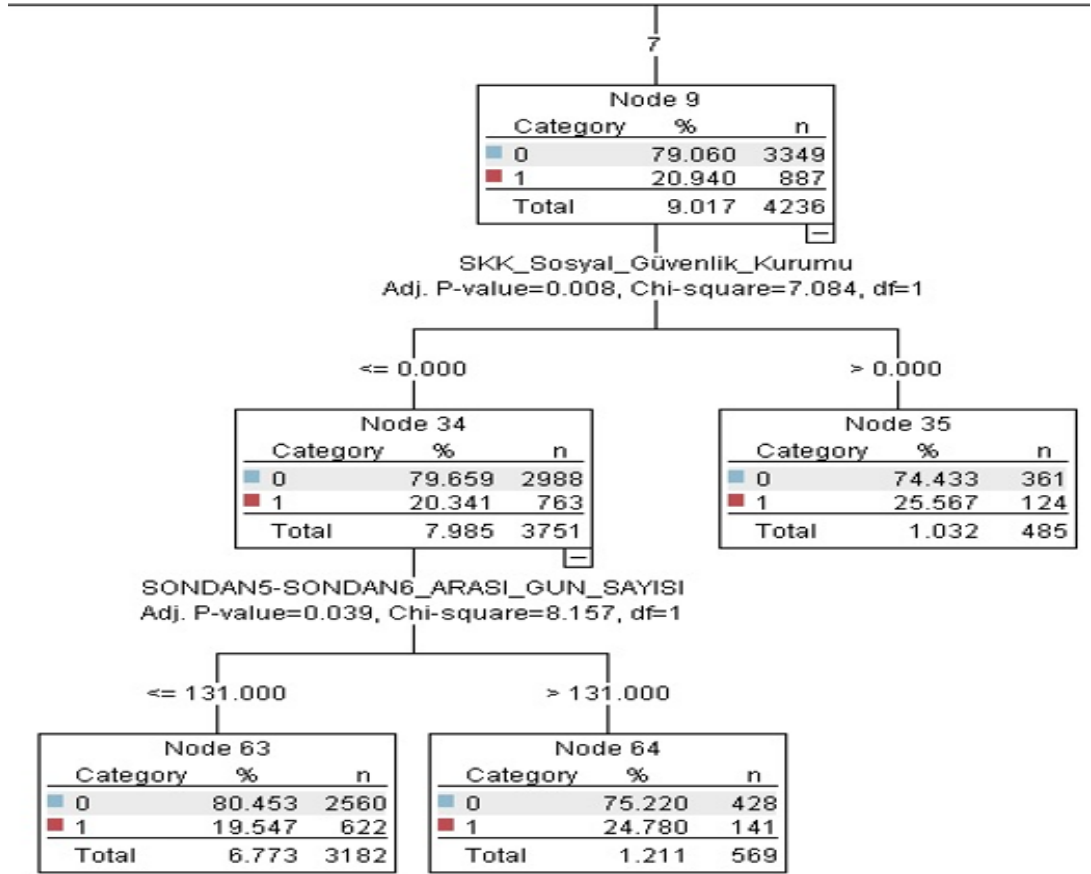 7
Node 9
Category % n
0 79.060 3349
1 20.940 887
Total 9.017 4236
SKK_Sosyal_Güvenlik_Kurumu
Adj. P-value=0.008, Chi-square=7.084, df=1
<= 0.000
> 0.000
Node 34
Category % n
0 79.659 2988
1 20.341 763
Total 7.985 3751
Node 35
Category % n
0 74.433 361
1 25.567 124
Total 1.032 485
SONDAN5-SONDAN6_ARASI_GUN_SAYISI
Adj. P-value=0.039, Chi-square=8.157, df=1
<= 131.000
> 131.000
Node 63
Category % n
0 80.453 2560
1 19.547 622
Total 6.773 3182
Node 64
Category % n
0 75.220 428
1 24.780 141
Total 1.211 569